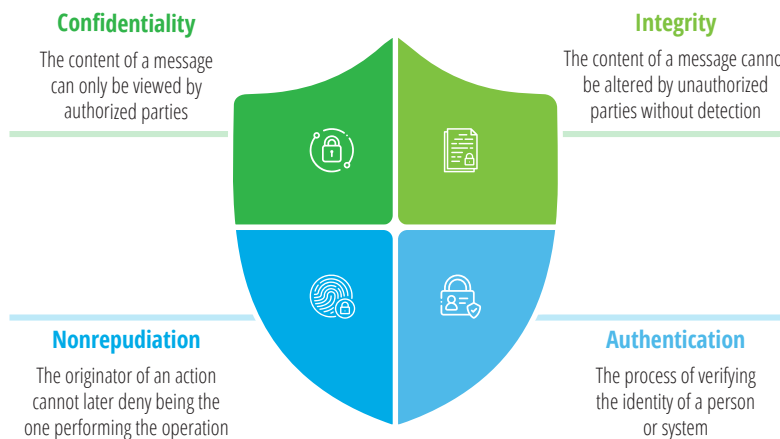 Confidentiality
The content of a message
can only be viewed by
authorized parties
Integrity
The content of a message
be altered by unauthorized
parties without detection
Nonrepudiation
The originator of an action
cannot later deny being the
one performing the operation
Authentication
The process of verifying
the identity of a person
or system